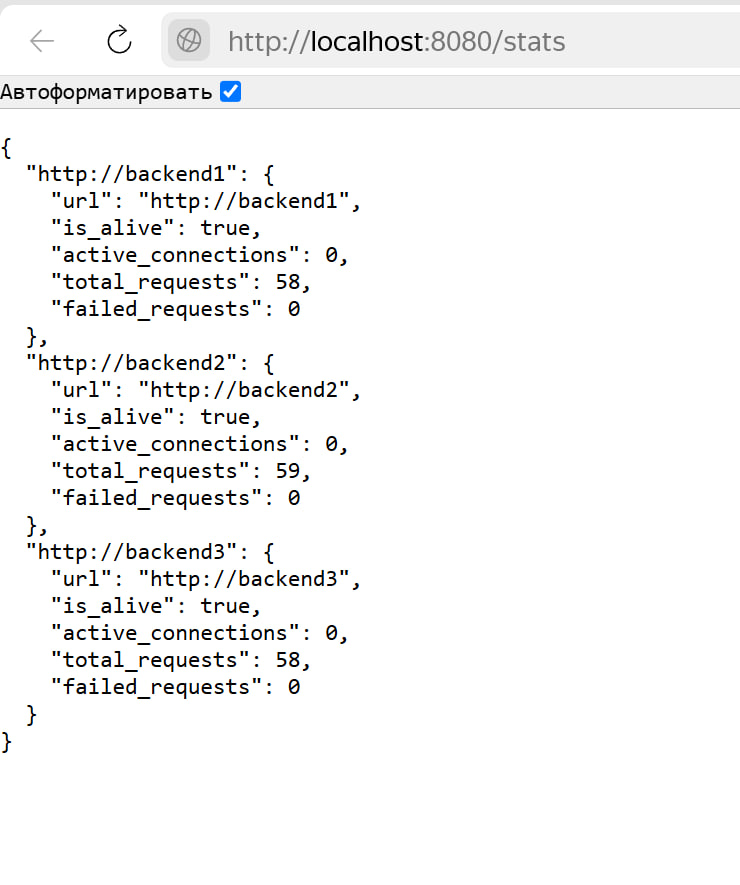 http://localhost:8080/stats
Автоформатировать
{
  "http://backend1": {
    "url": "http://backend1",
    "is_alive": true,
    "active_connections": 0,
    "total_requests": 58,
    "failed_requests": 0
  },
  "http://backend2": {
    "url": "http://backend2",
    "is_alive": true,
    "active_connections": 0,
    "total_requests": 59,
    "failed_requests": 0
  },
  "http://backend3": {
    "url": "http://backend3",
    "is_alive": true,
    "active_connections": 0,
    "total_requests": 58,
    "failed_requests": 0
  }
}